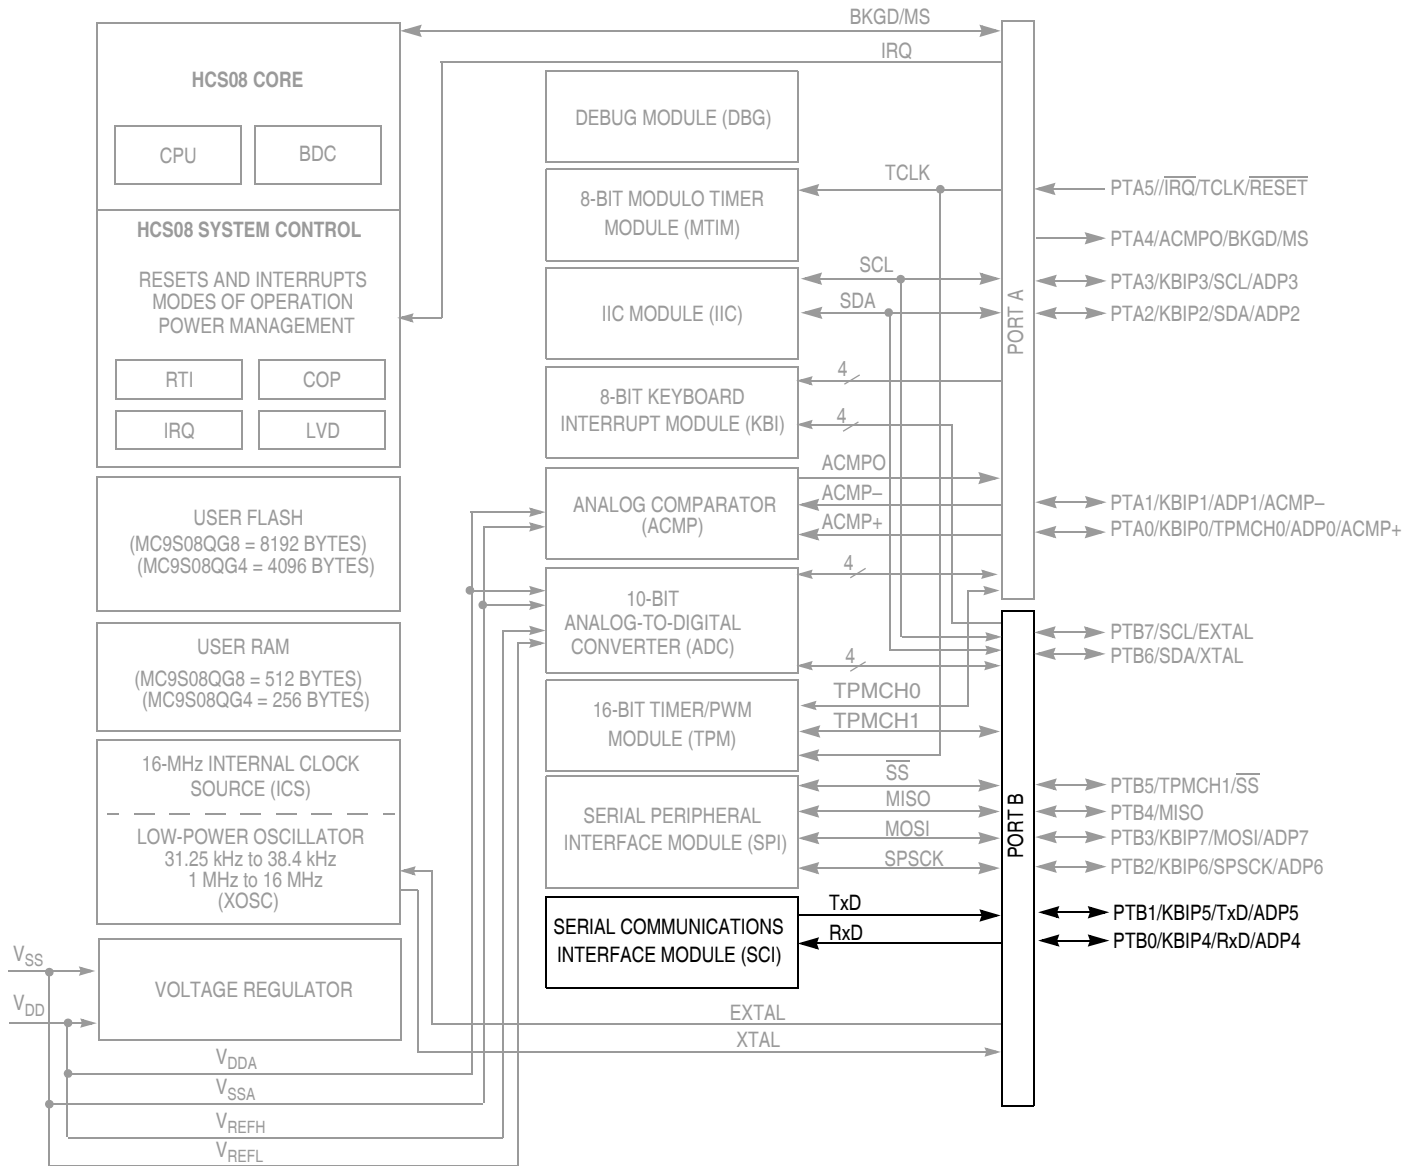 BKGD/MS
IRQ
HCS08 CORE
CPU
BDC
HCS08 SYSTEM CONTROL
RESETS AND INTERRUPTS
MODES OF OPERATION
POWER MANAGEMENT
RTI
COP
IRQ
LVD
USER FLASH
(MC9S08QG8 = 8192 BYTES)
(MC9S08QG4 = 4096 BYTES)
USER RAM
(MC9S08QG8 = 512 BYTES)
(MC9S08QG4 = 256 BYTES)
16-MHz INTERNAL CLOCK
SOURCE (ICS)
LOW-POWER OSCILLATOR
31.25 kHz to 38.4 kHz
1 MHz to 16 MHz
(XOSC)
VSS
VDD
VOLTAGE REGULATOR
VDDA
VSSA
VREFH
VREFL
DEBUG MODULE (DBG)
8-BIT MODULO TIMER
MODULE (MTIM)
TCLK
IIC MODULE (IIC)
SCL
SDA
8-BIT KEYBOARD
INTERRUPT MODULE (KBI)
4
4
ANALOG COMPARATOR
(ACMP)
ACMPO
ACMP–
ACMP+
10-BIT
ANALOG-TO-DIGITAL
CONVERTER (ADC)
4
4
16-BIT TIMER/PWM
MODULE (TPM)
TPMCH0
TPMCH1
SERIAL PERIPHERAL
INTERFACE MODULE (SPI)
SS
MISO
MOSI
SPSCK
SERIAL COMMUNICATIONS
INTERFACE MODULE (SCI)
TxD
RxD
EXTAL
XTAL
PORT A
PORT B
PTA5//IRQ/TCLK/RESET
PTA4/ACMPO/BKGD/MS
PTA3/KBIP3/SCL/ADP3
PTA2/KBIP2/SDA/ADP2
PTA1/KBIP1/ADP1/ACMP–
PTA0/KBIP0/TPMCH0/ADP0/ACMP+
PTB7/SCL/EXTAL
PTB6/SDA/XTAL
PTB5/TPMCH1/SS
PTB4/MISO
PTB3/KBIP7/MOSI/ADP7
PTB2/KBIP6/SPSCK/ADP6
PTB1/KBIP5/TxD/ADP5
PTB0/KBIP4/RxD/ADP4